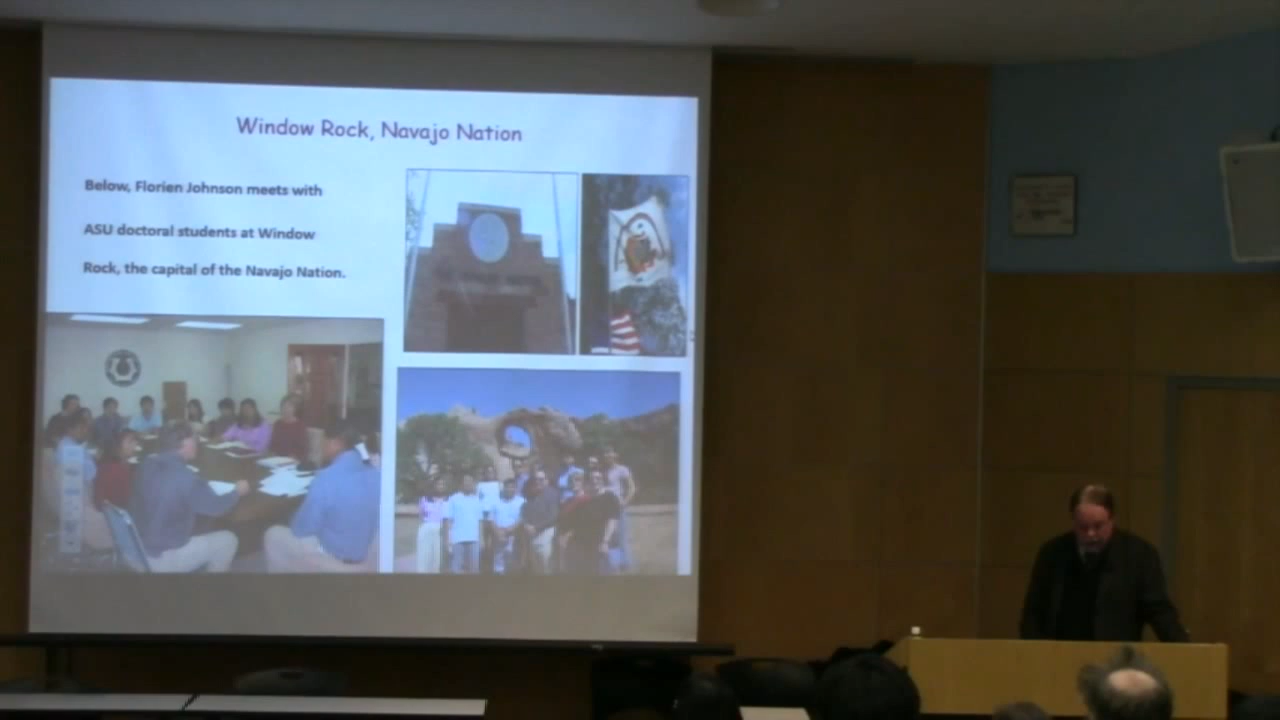 Window Rock, Navajo Nation
Below, Florien Johnson meets with
ASU doctoral students at Window
Rock, the capital of the Navajo Nation.